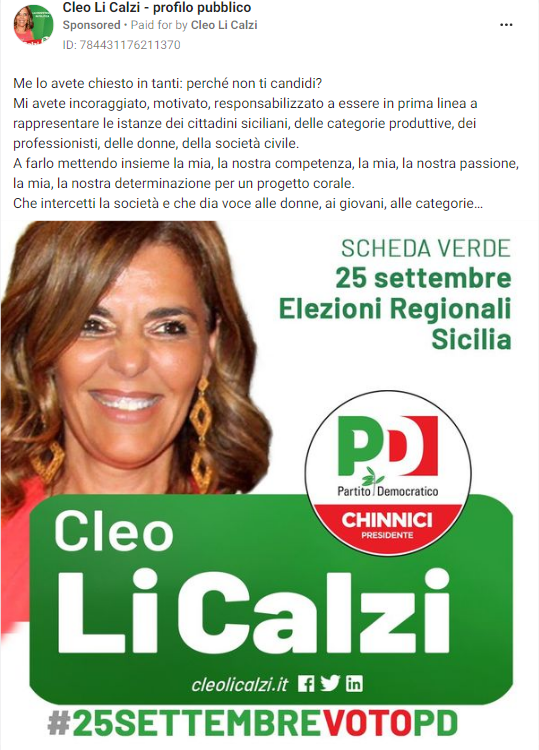 Cleo Li Calzi - profilo pubblico
Sponsored • Paid for by Cleo Li Calzi
ID: 784431176211370
Me lo avete chiesto in tanti: perché non ti candidi?
Mi avete incoraggiato, motivato, responsabilizzato a essere in prima linea a
rappresentare le istanze dei cittadini siciliani, delle categorie produttive, dei
professionisti, delle donne, della società civile.
A farlo mettendo insieme la mia, la nostra competenza, la mia, la nostra passione,
la mia, la nostra determinazione per un progetto corale.
Che intercetti la società e che dia voce alle donne, ai giovani, alle categorie...
SCHEDA VERDE
25 settembre
Elezioni Regionali
Sicilia
PD
Partito Democratico
CHINNICI
PRESIDENTE
Cleo
Li Calzi
cleolicalzi.it
#25SETTEMBREVOTOPD